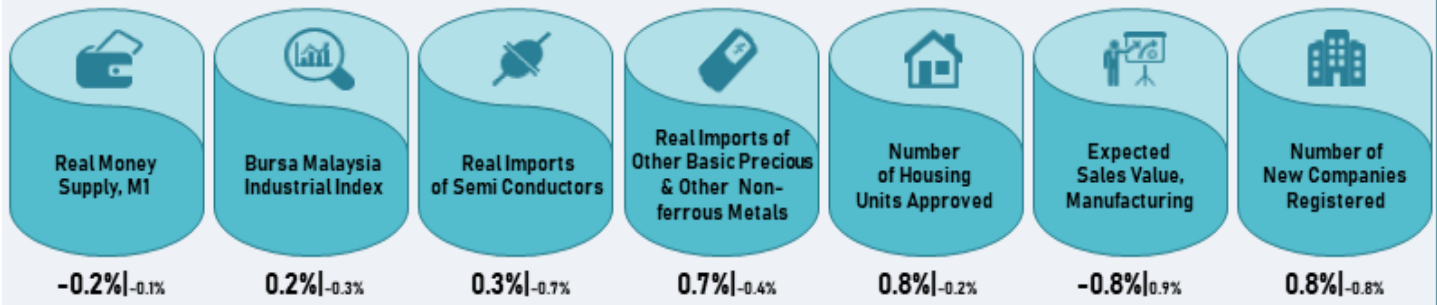 Real Money
Supply, M1
-0.2%|-0.1%
Bursa Malaysia
Industrial Index
0.2%|-0.3%
Real Imports
of Semi Conductors
0.3%|-0.7%
Real Imports of
Other Basic Precious
& Other Non-
ferrous Metals
0.7%|-0.4%
Number
of Housing
Units Approved
0.8%|-0.2%
Expected
Sales Value,
Manufacturing
-0.8%|0.9%
Number of
New Companies
Registered
0.8%|-0.8%